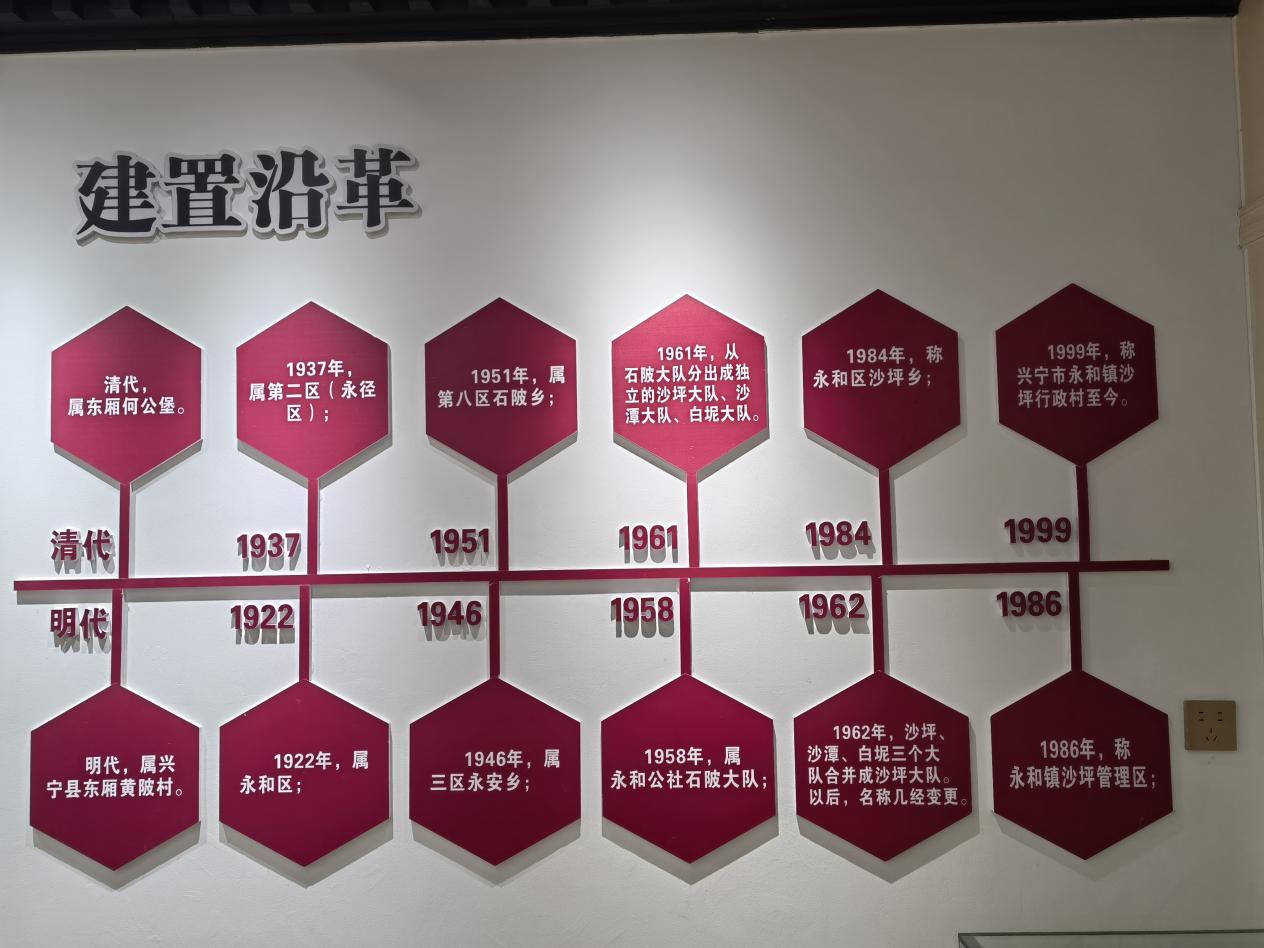 建置沿革
清代，
属东厢何公堡。
1937年，
属第二区（永径
区）；
1951年，属
第八区石陂乡；
1961年，从
石陂大队分出成独
立的沙坪大队、沙
潭大队、白坭大队。
1984年，称
永和区沙坪乡；
1999年，称
兴宁市永和镇沙
坪行政村至今。
清代
1937
1951
1961
1984
1999
明代
1922
1946
1958
1962
1986
明代，属兴
宁县东厢黄陂村。
1922年，属
永和区；
1946年，属
三区永安乡；
1958年，属
永和公社石陂大队；
1962年，沙坪、
沙潭、白坭三个大
队合并成沙坪大队。
以后，名称几经变更。
1986年，称
永和镇沙坪管理区；